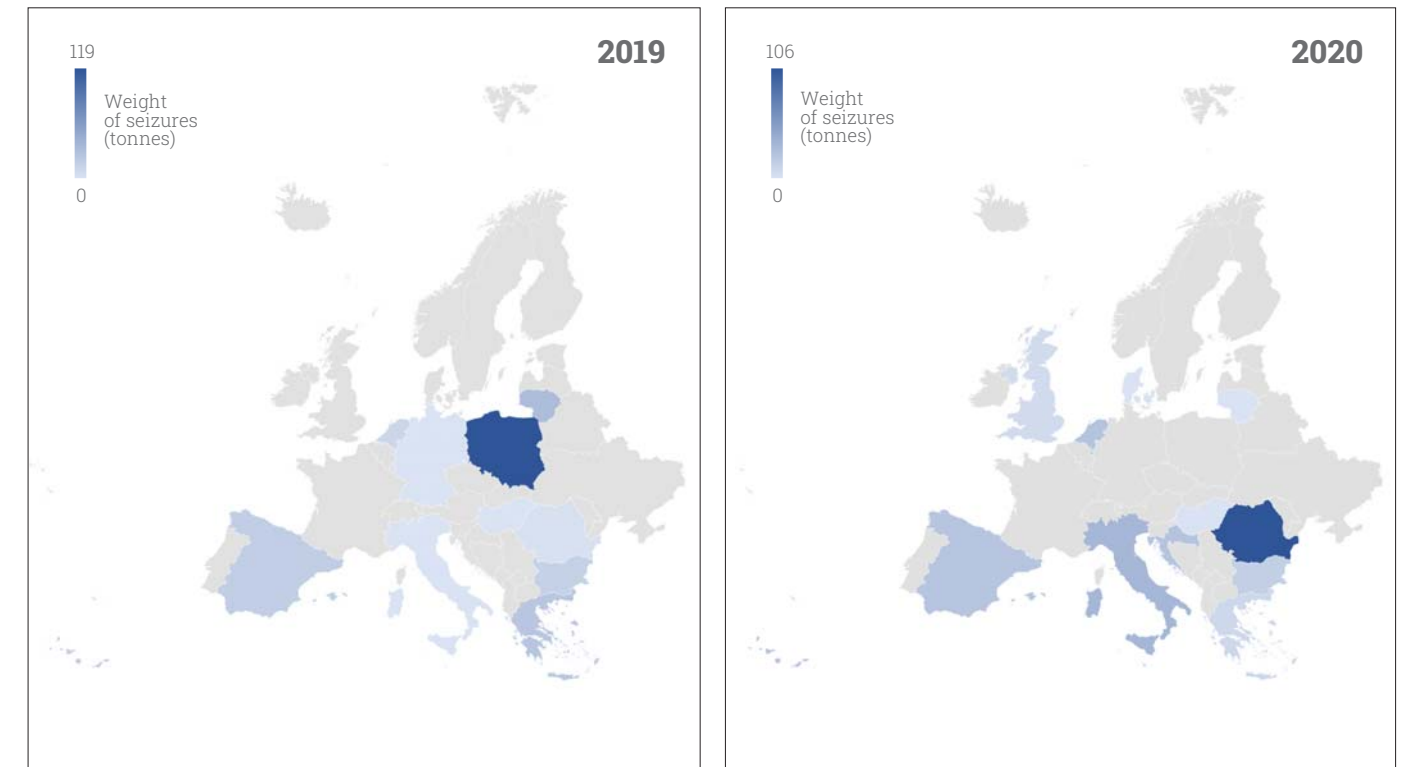 119
2019
Weight
of seizures
(tonnes)
0
106
2020
Weight
of seizures
(tonnes)
0